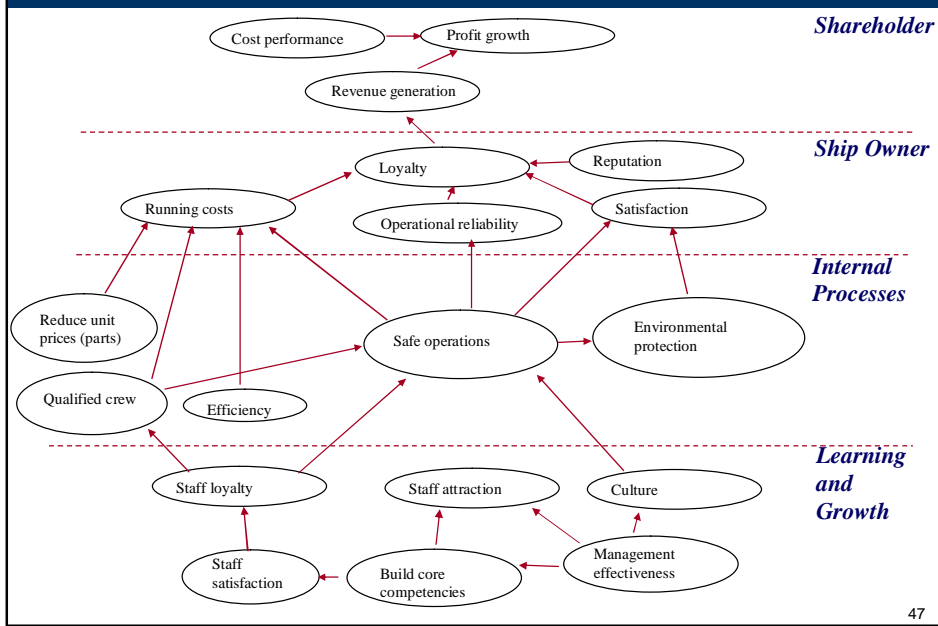 Shareholder
Cost performance
Profit growth
Revenue generation
Ship Owner
Loyalty
Reputation
Running costs
Operational reliability
Satisfaction
Internal
Processes
Reduce unit
prices (parts)
Safe operations
Environmental
protection
Qualified crew
Efficiency
Learning
and
Growth
Staff loyalty
Staff attraction
Culture
Staff
satisfaction
Build core
competencies
Management
effectiveness
47